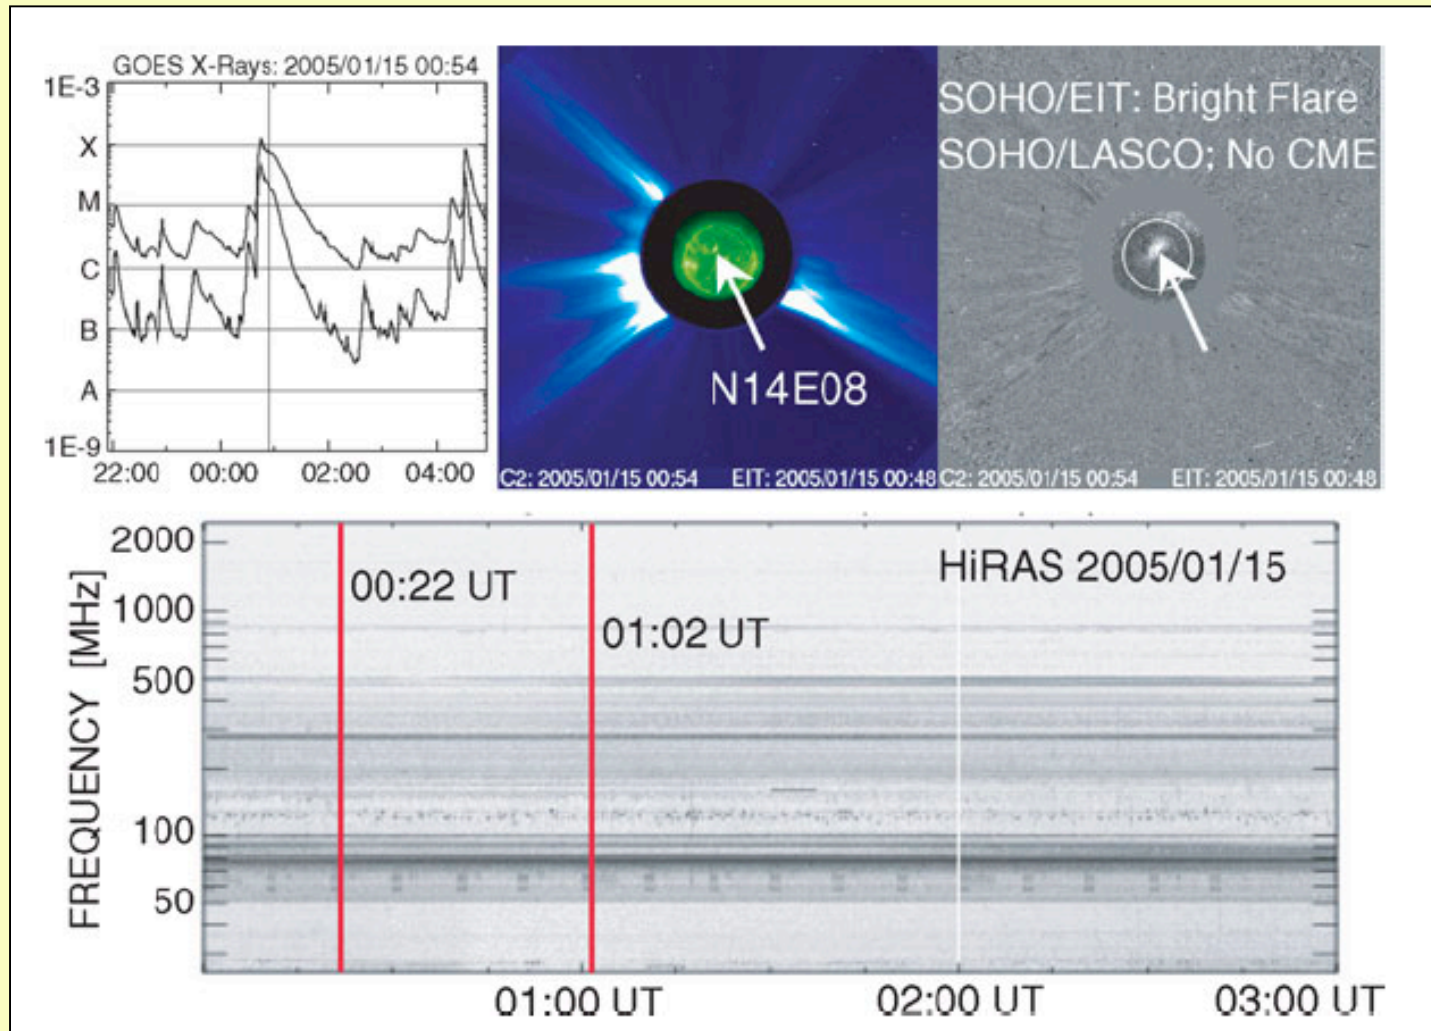 GOES X-Rays: 2005/01/15 00:54
1E-3
X
M
C
B
A
1E-9
22:00 00:00 02:00 04:00
N14E08
C2: 2005/01/15 00:54 EIT: 2005/01/15 00:48
SOHO/EIT: Bright Flare
SOHO/LASCO; No CME
C2: 2005/01/15 00:54 EIT: 2005/01/15 00:48
FREQUENCY [MHz]
2000
1000
500
100
50
00:22 UT
01:02 UT
HiRAS 2005/01/15
01:00 UT 02:00 UT 03:00 UT